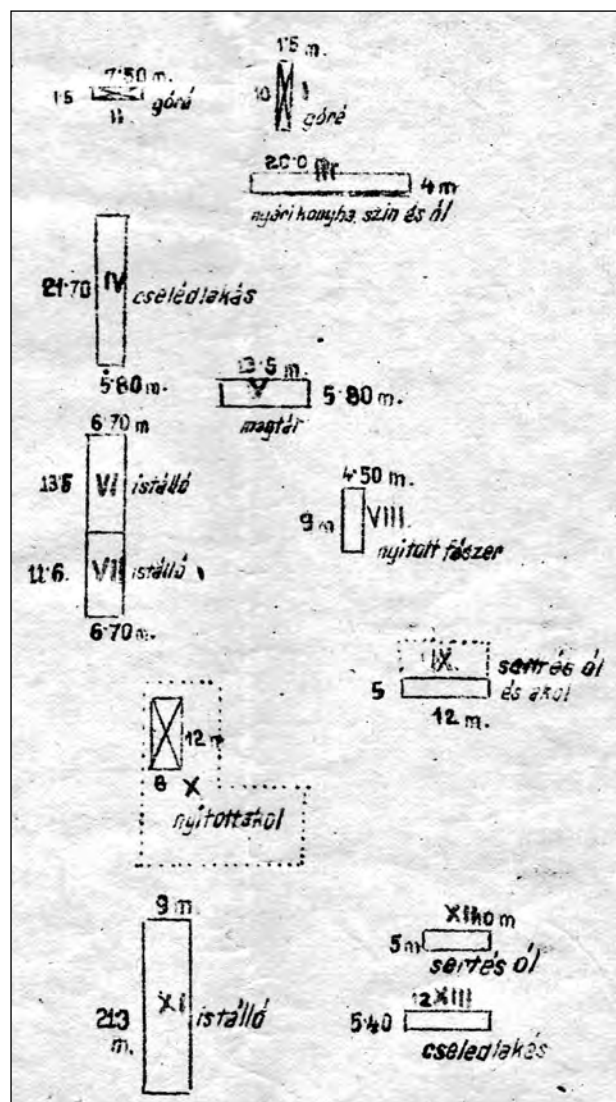 7·50 m.
1·5
II
góré
1·5 m.
10
I
góré
20·0 m
III
4 m
nyári konyha, szin és ól
21·70
IV
cselédlakás
5·80 m.
13·5 m.
V
5·80 m.
magtár
6·70 m
13·5
VI
istálló
11·6.
VII
istálló
6·70 m.
4·50 m.
9 m
VIII.
nyitott fászer
IX.
sertés ól
és akol
5
12 m.
12 m
8
X
nyitottakol
9 m.
XI
istálló
21·3
m.
XII
10 m
5 m
sertés ól
12
XIII
5·40
cselédlakás